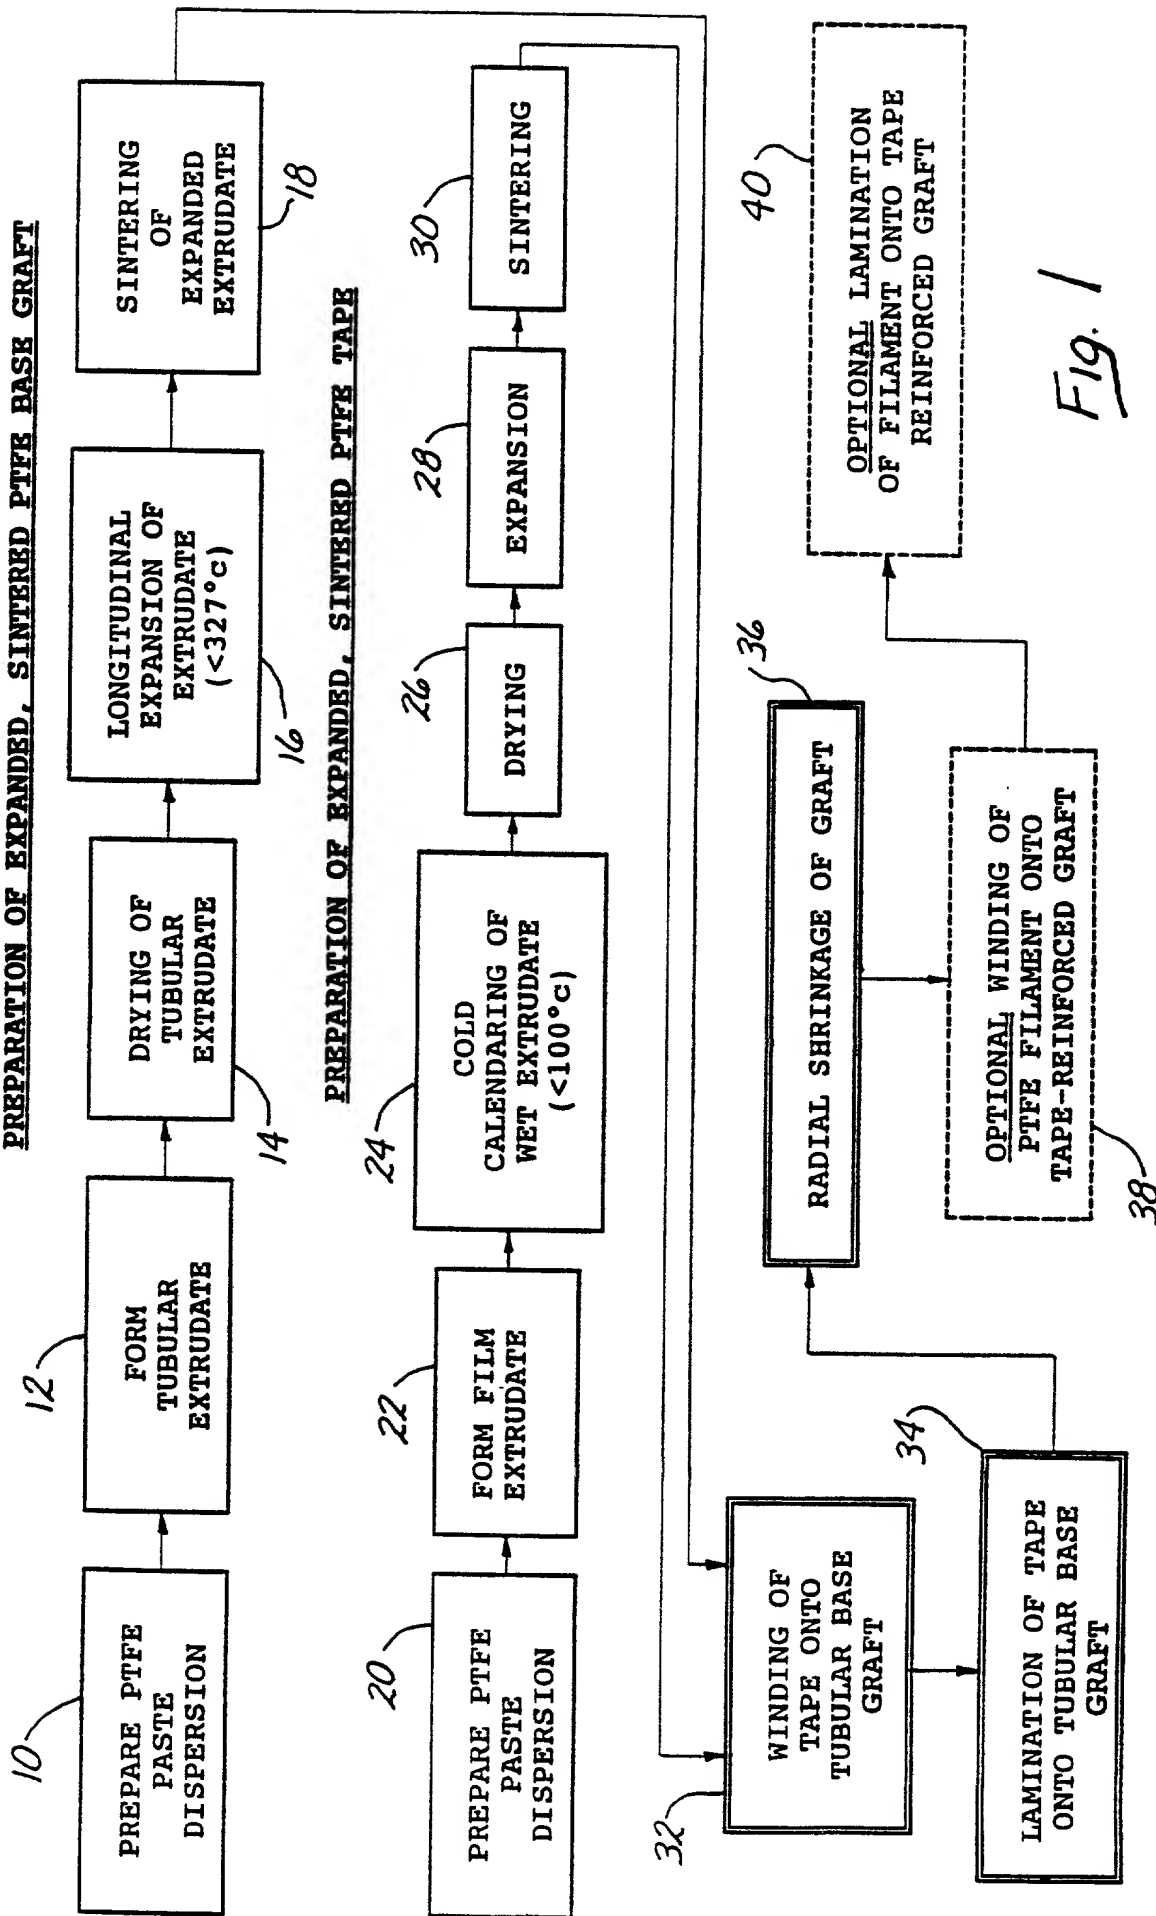 PREPARATION OF EXPANDED, SINTERED PTFE BASE GRAFT
10
PREPARE PTFE
PASTE
DISPERSION
12
FORM
TUBULAR
EXTRUDATE
14
DRYING OF
TUBULAR
EXTRUDATE
16
LONGITUDINAL
EXPANSION OF
EXTRUDATE
(<327°c)
18
SINTERING
OF
EXPANDED
EXTRUDATE
PREPARATION OF EXPANDED, SINTERED PTFE TAPE
20
PREPARE PTFE
PASTE
DISPERSION
22
FORM FILM
EXTRUDATE
24
COLD
CALENDARING OF
WET EXTRUDATE
(<100°c)
26
DRYING
28
EXPANSION
30
SINTERING
32
WINDING OF
TAPE ONTO
TUBULAR BASE
GRAFT
34
LAMINATION OF TAPE
ONTO TUBULAR BASE
GRAFT
36
RADIAL SHRINKAGE OF GRAFT
38
OPTIONAL WINDING OF
PTFE FILAMENT ONTO
TAPE-REINFORCED GRAFT
40
OPTIONAL LAMINATION
OF FILAMENT ONTO TAPE
REINFORCED GRAFT
Fig. 1